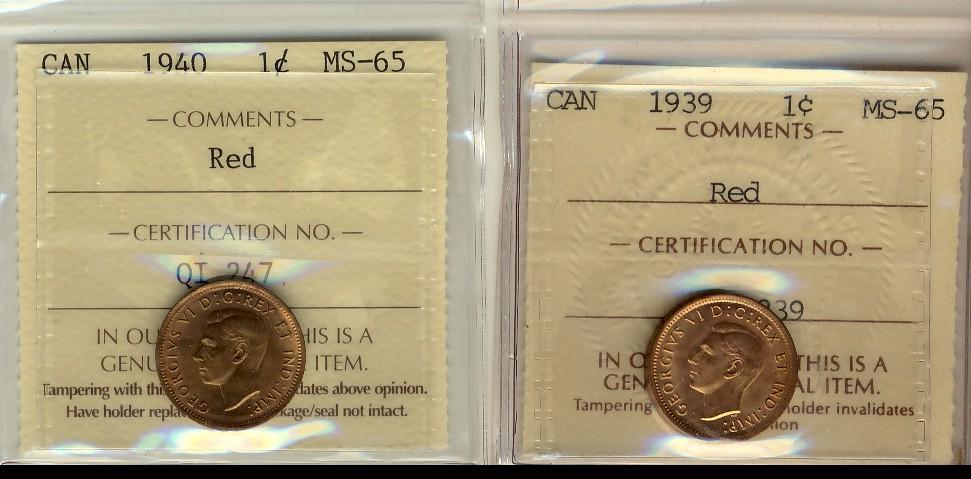 CAN 1940 1¢ MS-65
— COMMENTS —
Red
— CERTIFICATION NO. —
QI 247
IN OU HIS IS A
GENU ITEM.
Tampering with thi dates above opinion.
Have holder repla kage/seal not intact.
GEORGIVS VI D:G:REX ET IND:IMP:
CAN 1939 1¢ MS-65
— COMMENTS —
Red
— CERTIFICATION NO. —
39
IN O THIS IS A
GEN AL ITEM.
Tampering holder invalidates
ion
GEORGIVS VI D:G:REX ET IND:IMP: